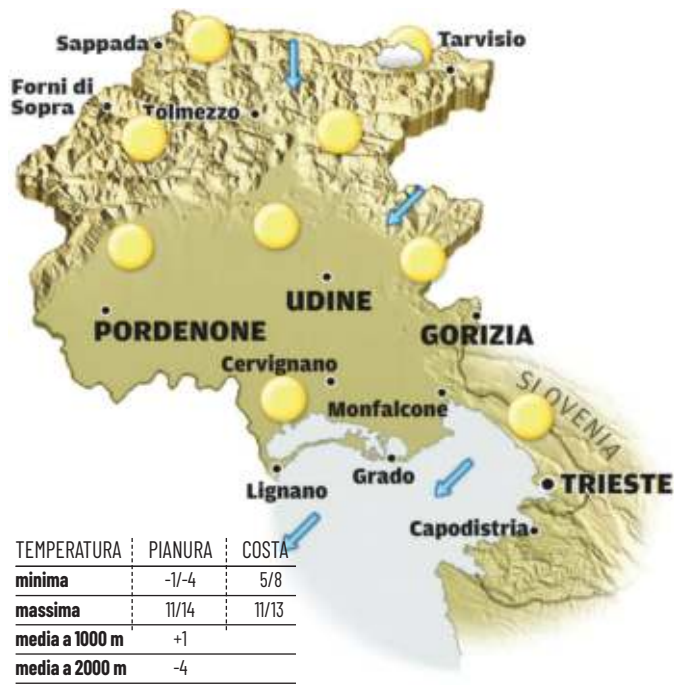 Sappada
Tarvisio
Forni di
Sopra
Tolmezzo
UDINE
PORDENONE
GORIZIA
Cervignano
SLOVENIA
Monfalcone
Grado
Lignano
TRIESTE
Capodistria
TEMPERATURA PIANURA COSTA
minima -1/-4 5/8
massima 11/14 11/13
media a 1000 m +1
media a 2000 m -4